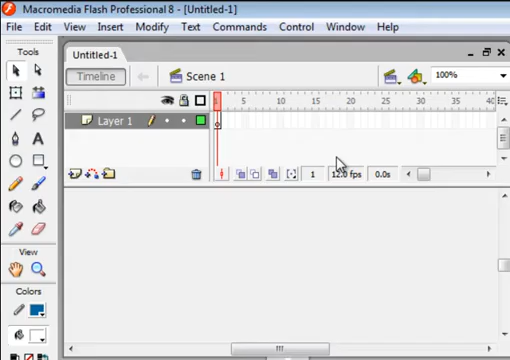 Macromedia Flash Professional 8 - [Untitled-1]
File Edit View Insert Modify Text Commands Control Window Help
Tools
Untitled-1
Timeline
Scene 1
100%
1 5 10 15 20 25 30 35 40
Layer 1
1 12.0 fps 0.0s
A
View
Colors